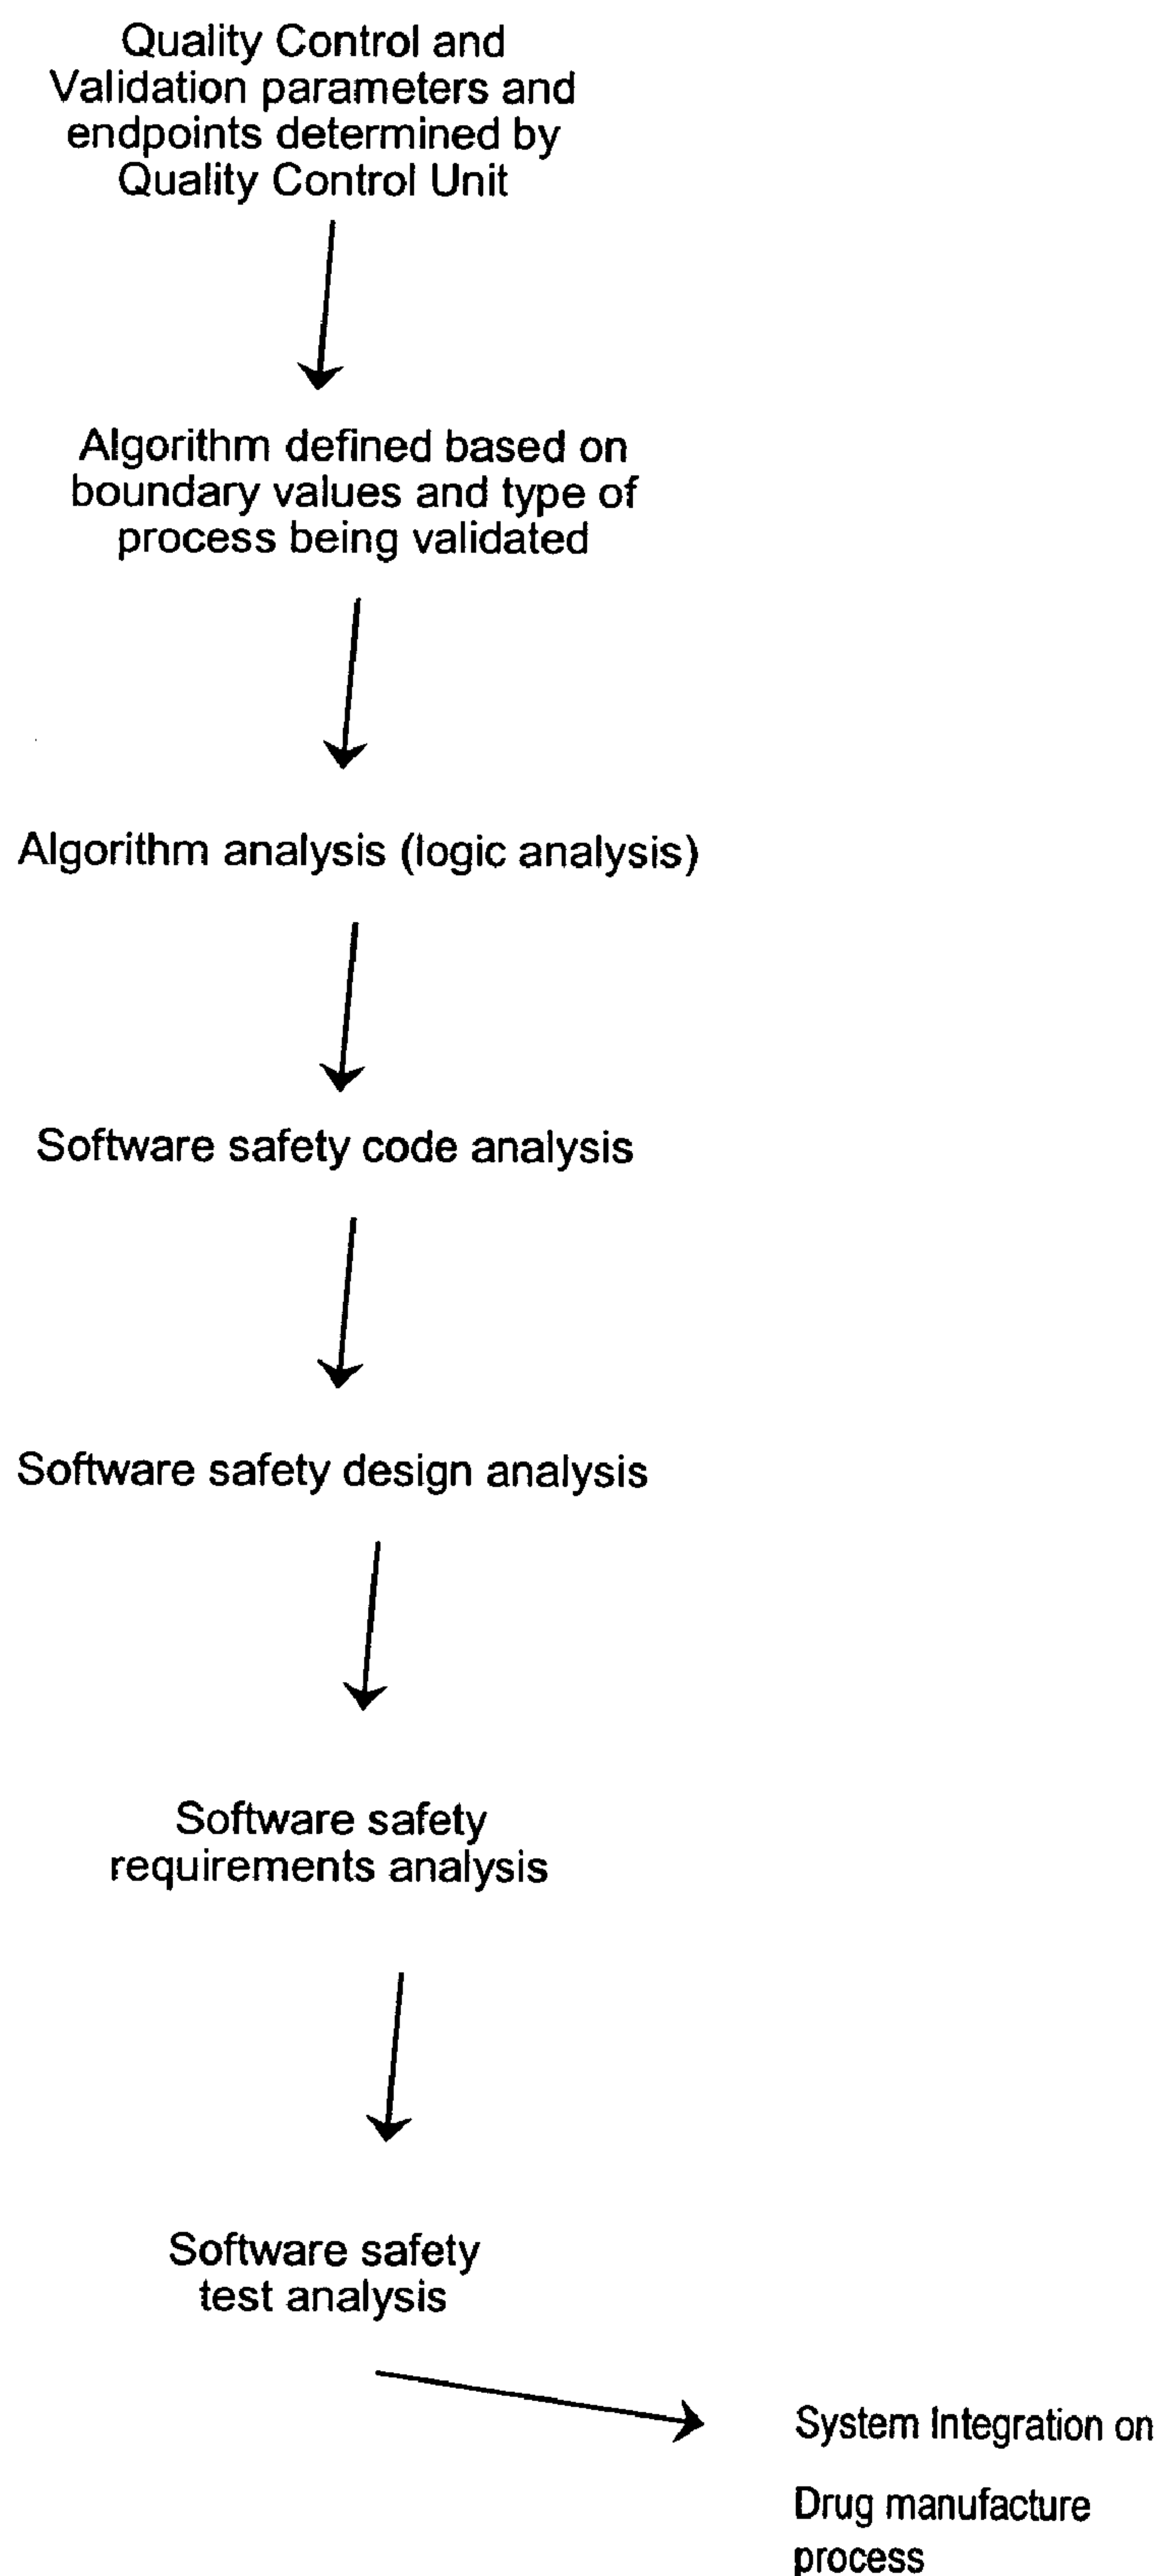 Quality Control and
Validation parameters and
endpoints determined by
Quality Control Unit
Algorithm defined based on
boundary values and type of
process being validated
Algorithm analysis (logic analysis)
Software safety code analysis
Software safety design analysis
Software safety
requirements analysis
Software safety
test analysis
System Integration on
Drug manufacture
process